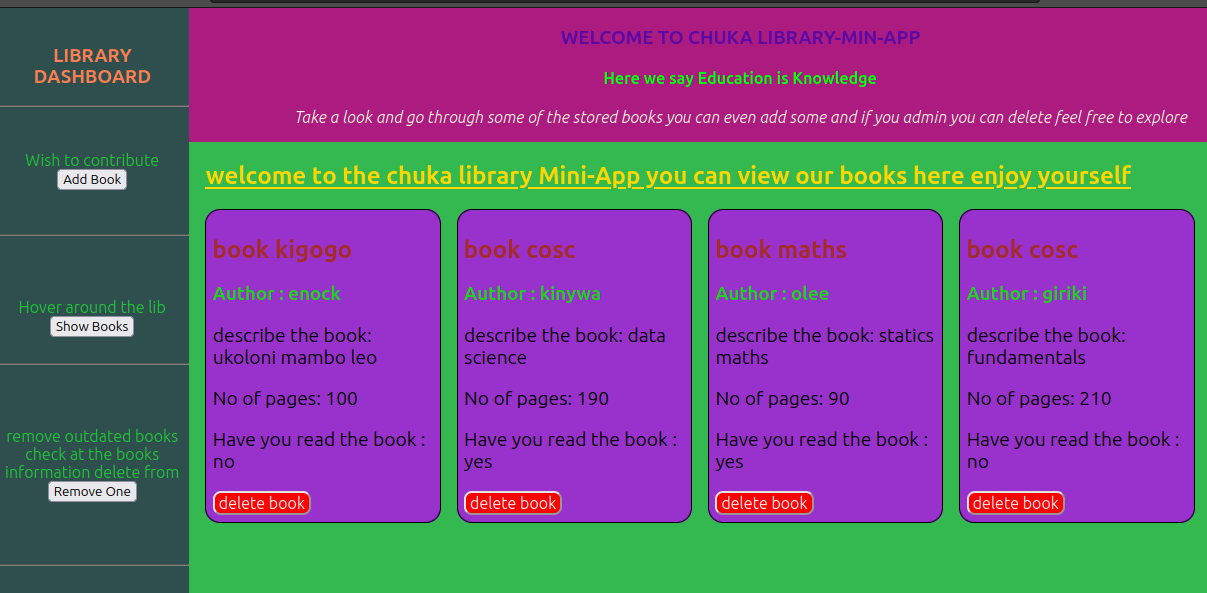 LIBRARY
DASHBOARD
Wish to contribute
Add Book
Hover around the lib
Show Books
remove outdated books
check at the books
information delete from
Remove One
WELCOME TO CHUKA LIBRARY-MIN-APP
Here we say Education is Knowledge
Take a look and go through some of the stored books you can even add some and if you admin you can delete feel free to explore
welcome to the chuka library Mini-App you can view our books here enjoy yourself
book kigogo
Author : enock
describe the book:
ukoloni mambo leo
No of pages: 100
Have you read the book :
no
delete book
book cosc
Author : kinywa
describe the book: data
science
No of pages: 190
Have you read the book :
yes
delete book
book maths
Author : olee
describe the book: statics
maths
No of pages: 90
Have you read the book :
yes
delete book
book cosc
Author : giriki
describe the book:
fundamentals
No of pages: 210
Have you read the book :
no
delete book